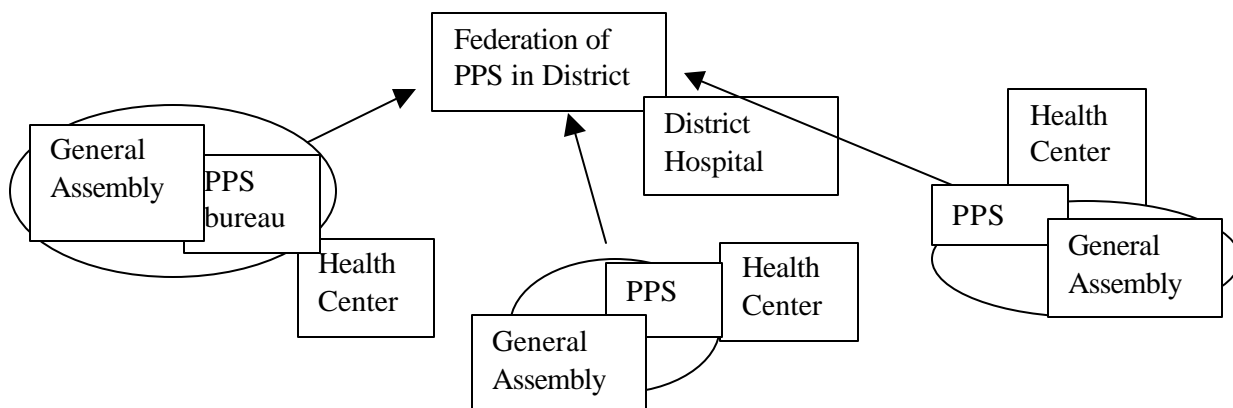 Federation of
PPS in District
District
Hospital
General
Assembly
PPS
bureau
Health
Center
PPS
Health
Center
General
Assembly
Health
Center
PPS
General
Assembly